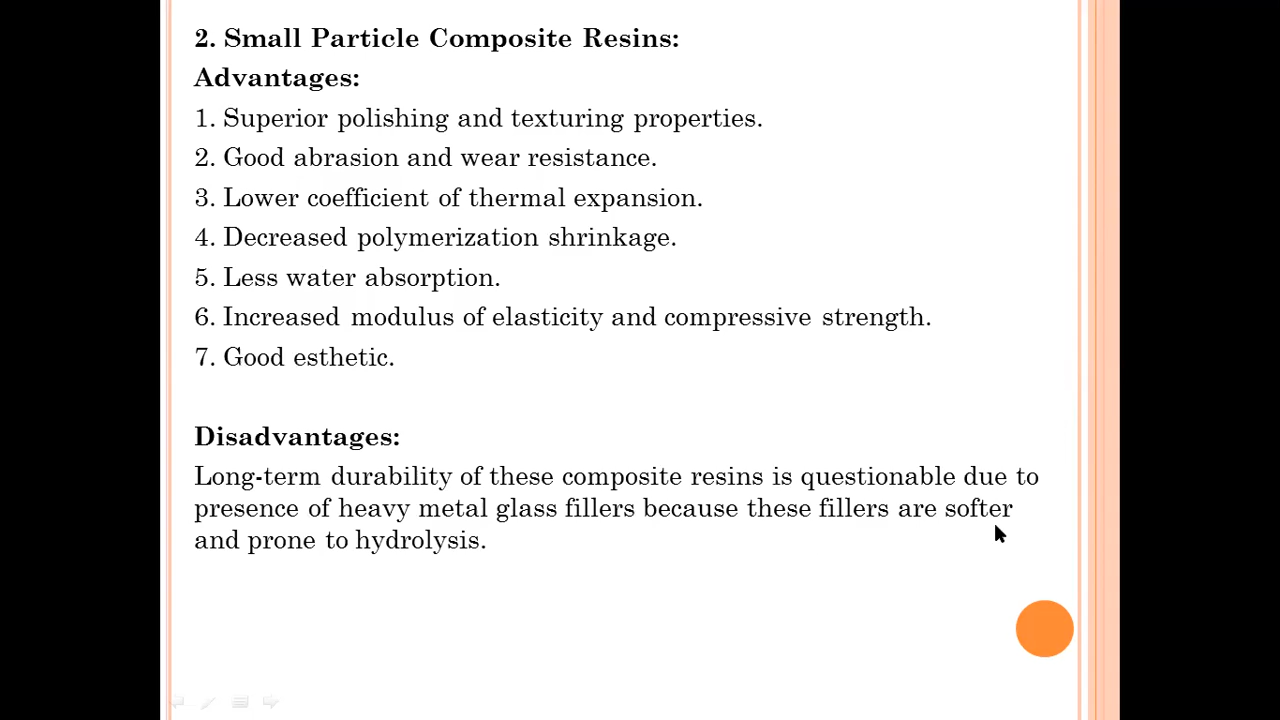 2. Small Particle Composite Resins:
Advantages:
1. Superior polishing and texturing properties.
2. Good abrasion and wear resistance.
3. Lower coefficient of thermal expansion.
4. Decreased polymerization shrinkage.
5. Less water absorption.
6. Increased modulus of elasticity and compressive strength.
7. Good esthetic.
Disadvantages:
Long-term durability of these composite resins is questionable due to
presence of heavy metal glass fillers because these fillers are softer
and prone to hydrolysis.